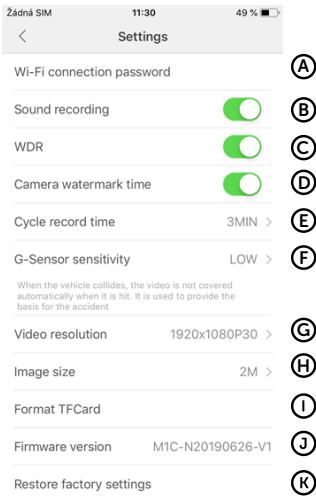 Žádná SIM 11:30 49 %
Settings
Wi-Fi connection password A
Sound recording B
WDR C
Camera watermark time D
Cycle record time 3MIN > E
G-Sensor sensitivity LOW > F
When the vehicle collides, the video is not covered
automatically when it is hit. It is used to provide the
basis for the accident
Video resolution 1920x1080P30 > G
Image size 2M > H
Format TFCard I
Firmware version M1C-N20190626-V1 J
Restore factory settings K